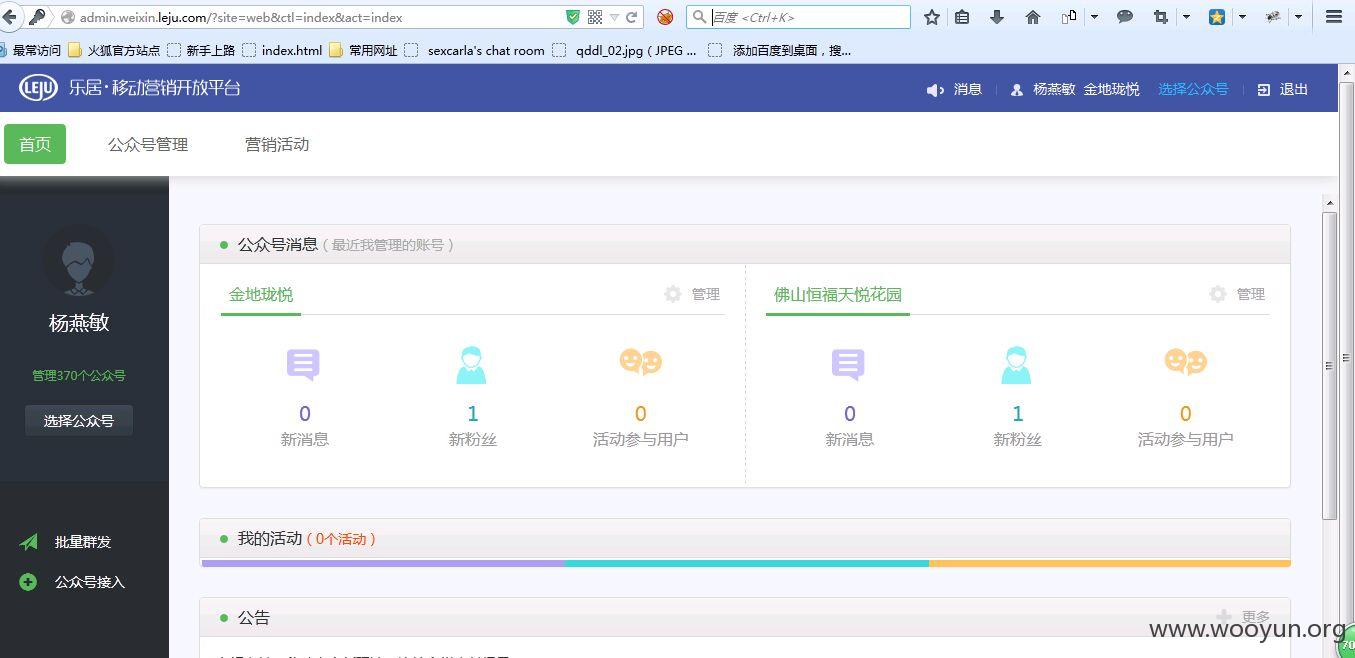 admin.weixin.leju.com/?site=web&ctl=index&act=index
百度 <Ctrl+K>
最常访问 火狐官方站点 新手上路 index.html 常用网址 sexcarla's chat room qddl_02.jpg ( JPEG ... 添加百度到桌面，搜...
LEJU 乐居·移动营销开放平台 消息 杨燕敏 金地珑悦 选择公众号 退出
首页 公众号管理 营销活动
杨燕敏
管理370个公众号
选择公众号
批量群发
公众号接入
公众号消息 ( 最近我管理的账号 )
金地珑悦 管理
0 1 0
新消息 新粉丝 活动参与用户
佛山恒福天悦花园 管理
0 1 0
新消息 新粉丝 活动参与用户
我的活动 ( 0个活动 )
公告 更多
www.wooyun.org
70